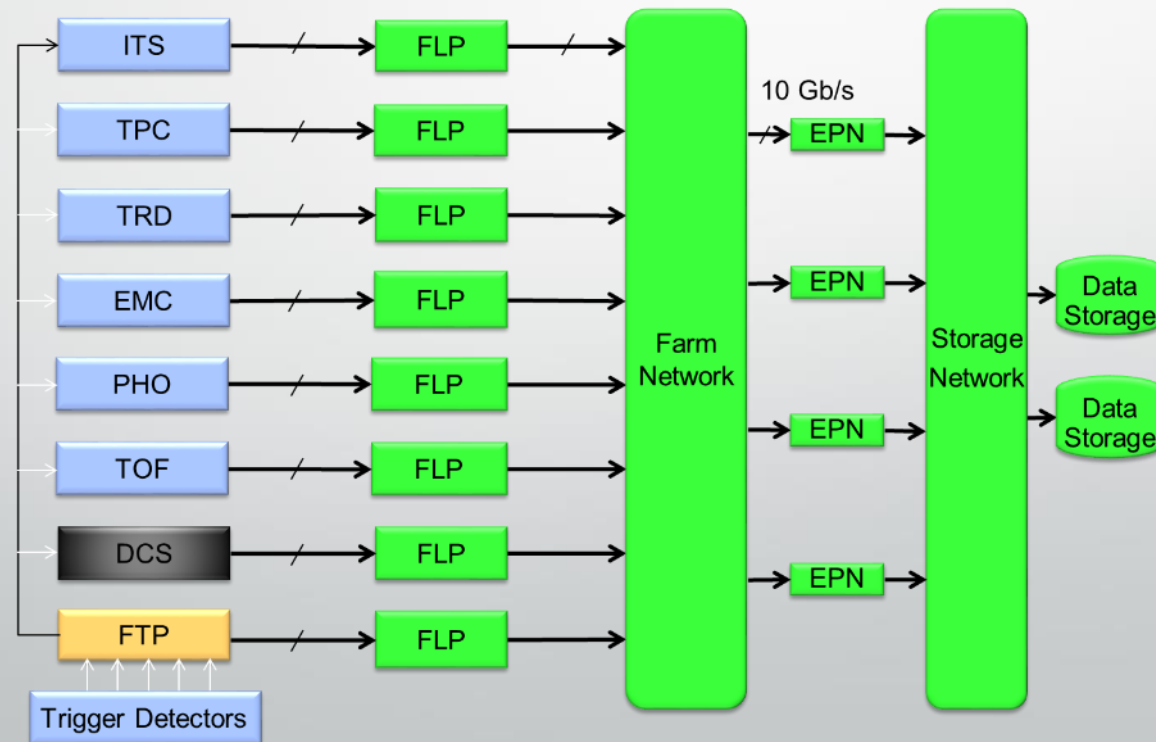 ITS
FLP
TPC
FLP
TRD
FLP
EMC
FLP
PHO
FLP
TOF
FLP
DCS
FLP
FTP
FLP
Trigger Detectors
Farm
Network
10 Gb/s
EPN
EPN
EPN
EPN
Storage
Network
Data
Storage
Data
Storage